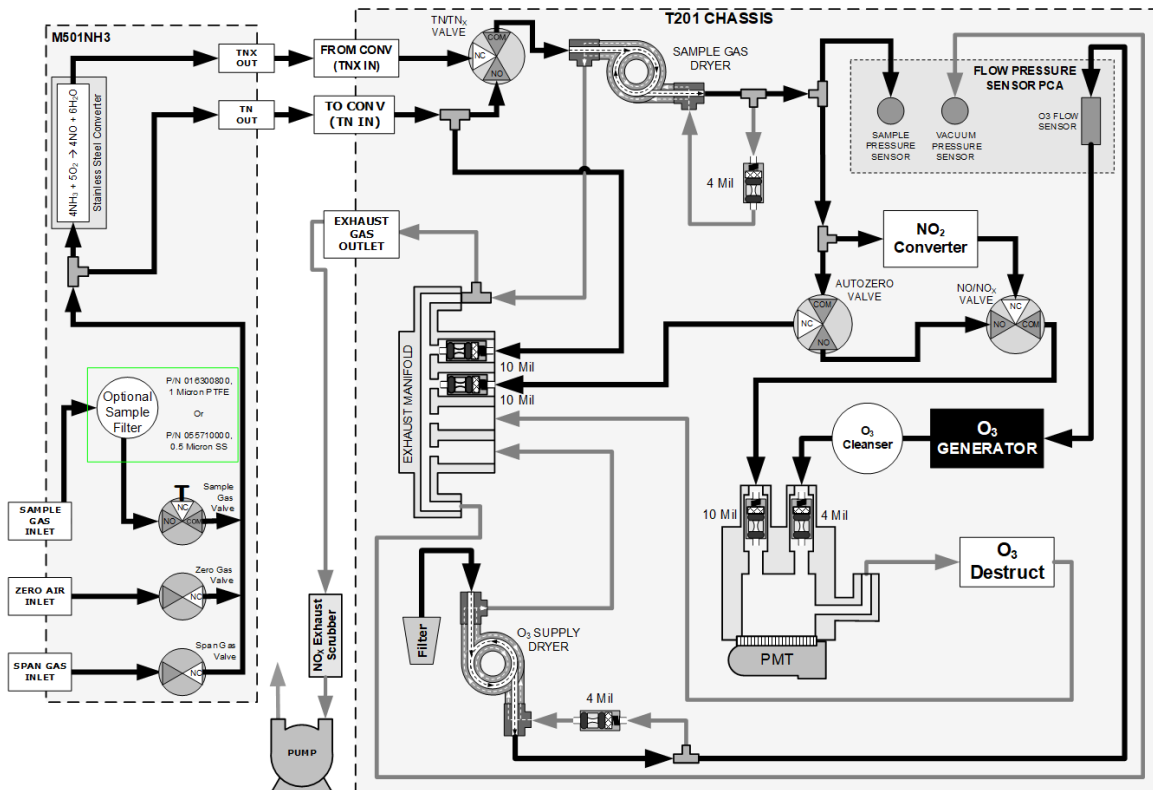 T201 CHASSIS
M501NH3
TNX
OUT
FROM CONV
(TNX IN)
TN/TNX
VALVE
COM
NC
NO
SAMPLE GAS
DRYER
FLOW PRESSURE
SENSOR PCA
SAMPLE
PRESSURE
SENSOR
VACUUM
PRESSURE
SENSOR
O3 FLOW
SENSOR
4NH3 + 5O2 → 4NO + 6H2O
Stainless Steel Converter
TN
OUT
TO CONV
(TN IN)
4 Mil
EXHAUST
GAS
OUTLET
NO2
Converter
AUTOZERO
VALVE
COM
NC
NO
NO/NOX
VALVE
NC
NO
COM
EXHAUST MANIFOLD
10 Mil
10 Mil
Optional
Sample
Filter
P/N 016300800,
1 Micron PTFE
Or
P/N 055710000,
0.5 Micron SS
O3
Cleanser
O3
GENERATOR
SAMPLE
GAS
INLET
Sample
Gas
Valve
NC
NO
COM
10 Mil
4 Mil
O3
Destruct
PMT
ZERO AIR
INLET
Zero Gas
Valve
NC
SPAN GAS
INLET
Span Gas
Valve
NC
NOX Exhaust
Scrubber
Filter
O3 SUPPLY
DRYER
4 Mil
PUMP